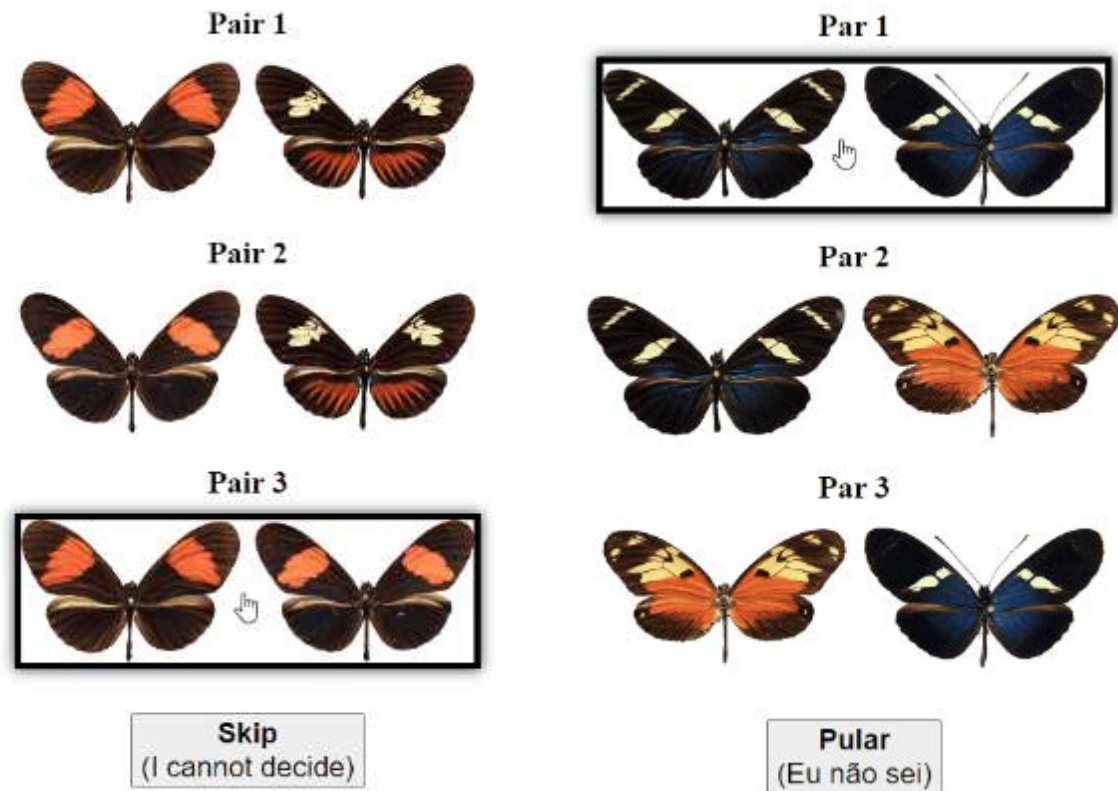 Pair 1
Pair 2
Pair 3
Skip
(I cannot decide)
Par 1
Par 2
Par 3
Pular
(Eu não sei)